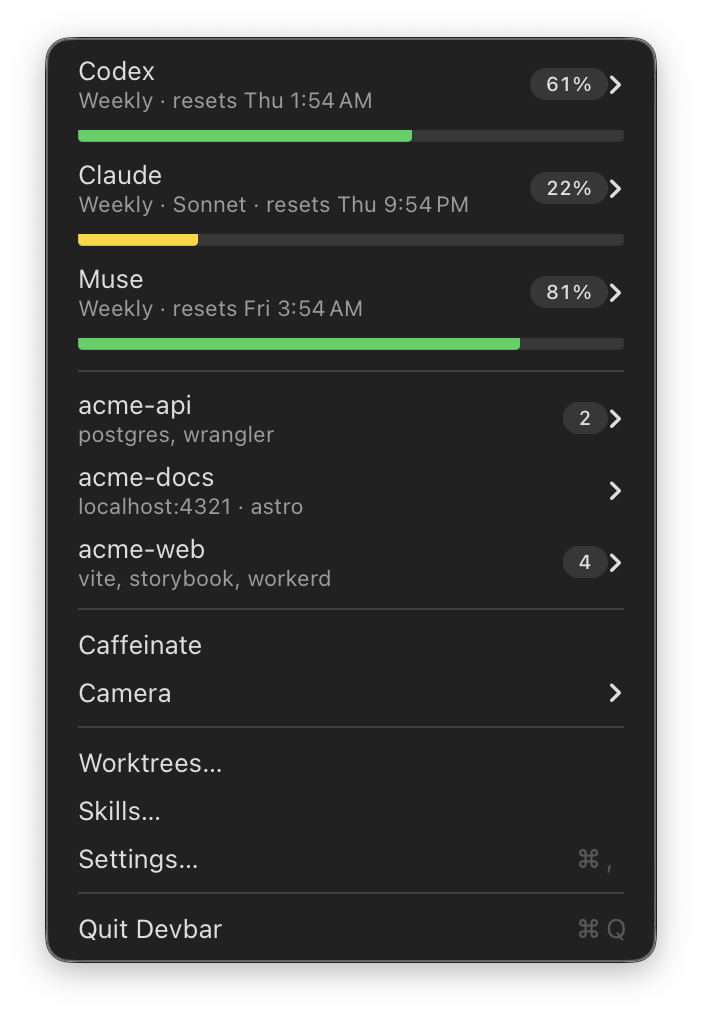 Codex
61%
Weekly · resets Thu 1:54 AM
Claude
22%
Weekly · Sonnet · resets Thu 9:54 PM
Muse
81%
Weekly · resets Fri 3:54 AM
acme-api
2
postgres, wrangler
acme-docs
localhost:4321 · astro
acme-web
4
vite, storybook, workerd
Caffeinate
Camera
Worktrees...
Skills...
Settings... ⌘ ,
Quit Devbar ⌘ Q